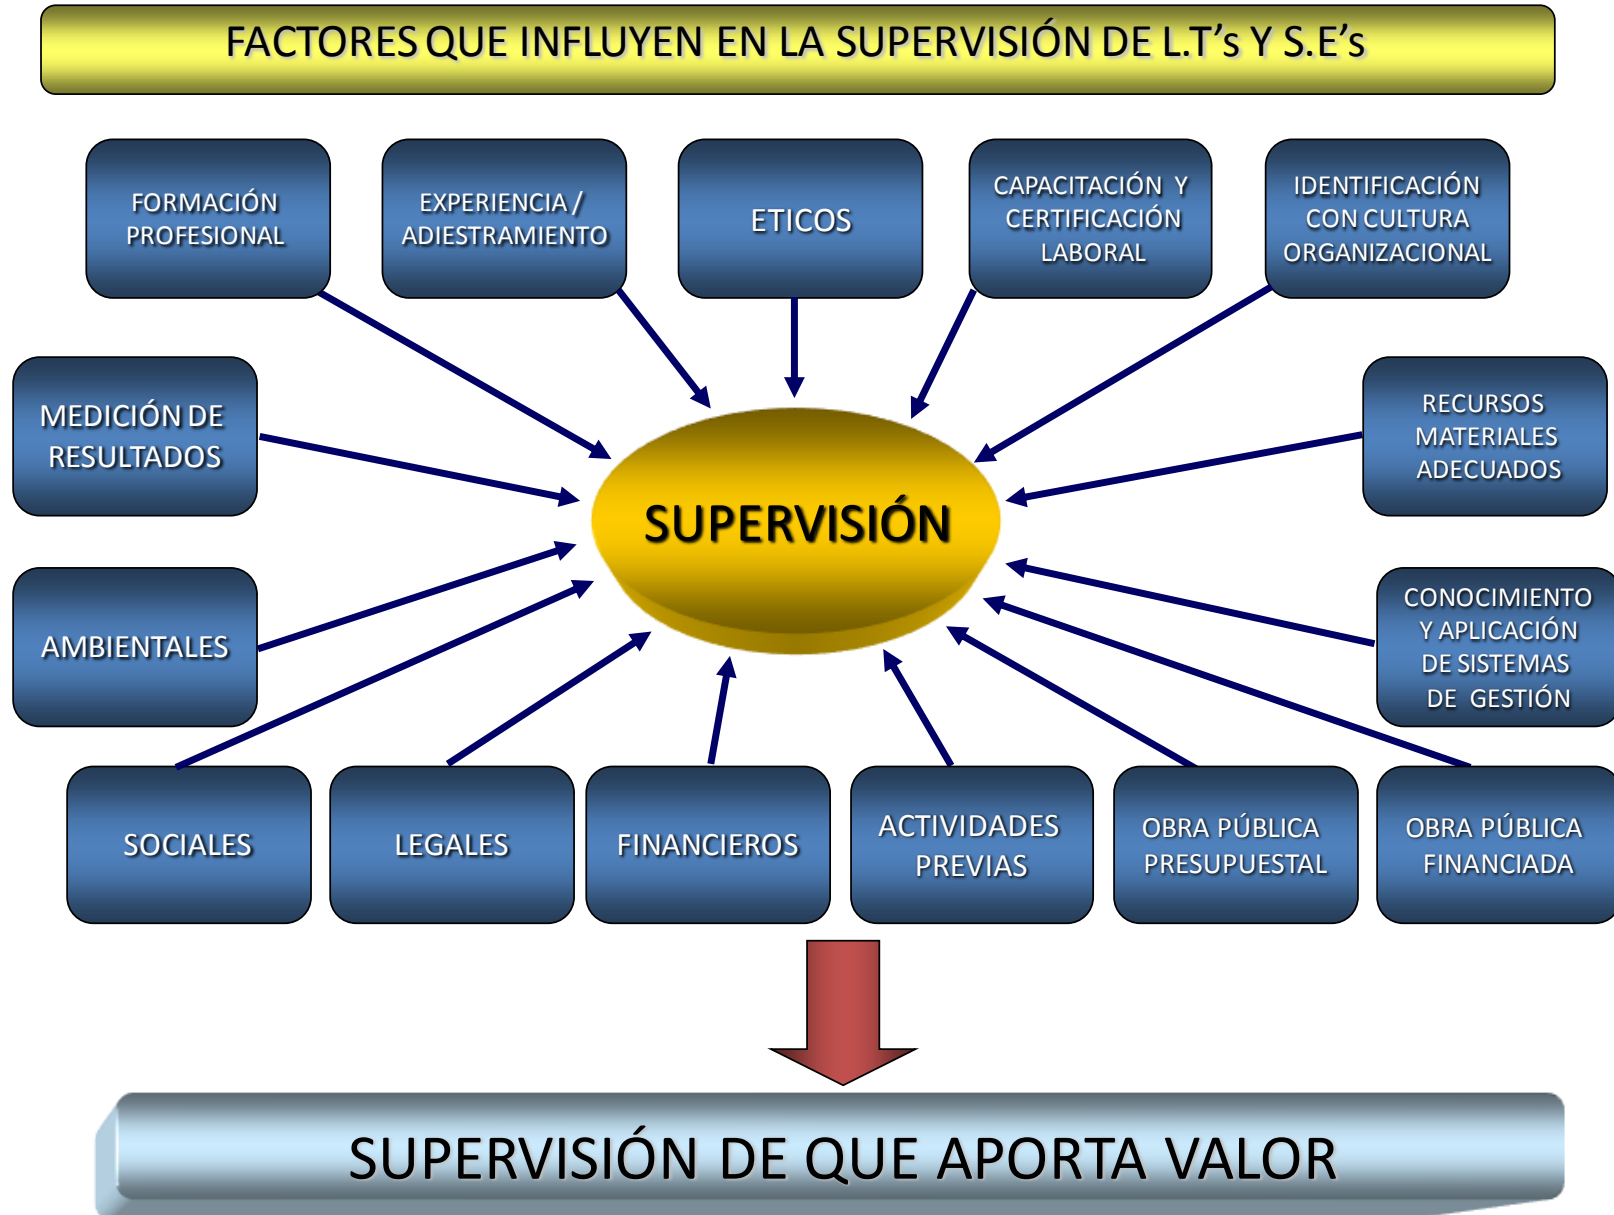 FACTORES QUE INFLUYEN EN LA SUPERVISIÓN DE L.T’s Y S.E’s
FORMACIÓN
PROFESIONAL
EXPERIENCIA /
ADIESTRAMIENTO
ETICOS
CAPACITACIÓN Y
CERTIFICACIÓN
LABORAL
IDENTIFICACIÓN
CON CULTURA
ORGANIZACIONAL
MEDICIÓN DE
RESULTADOS
RECURSOS
MATERIALES
ADECUADOS
SUPERVISIÓN
AMBIENTALES
CONOCIMIENTO
Y APLICACIÓN
DE SISTEMAS
DE GESTIÓN
SOCIALES
LEGALES
FINANCIEROS
ACTIVIDADES
PREVIAS
OBRA PÚBLICA
PRESUPUESTAL
OBRA PÚBLICA
FINANCIADA
SUPERVISIÓN DE QUE APORTA VALOR